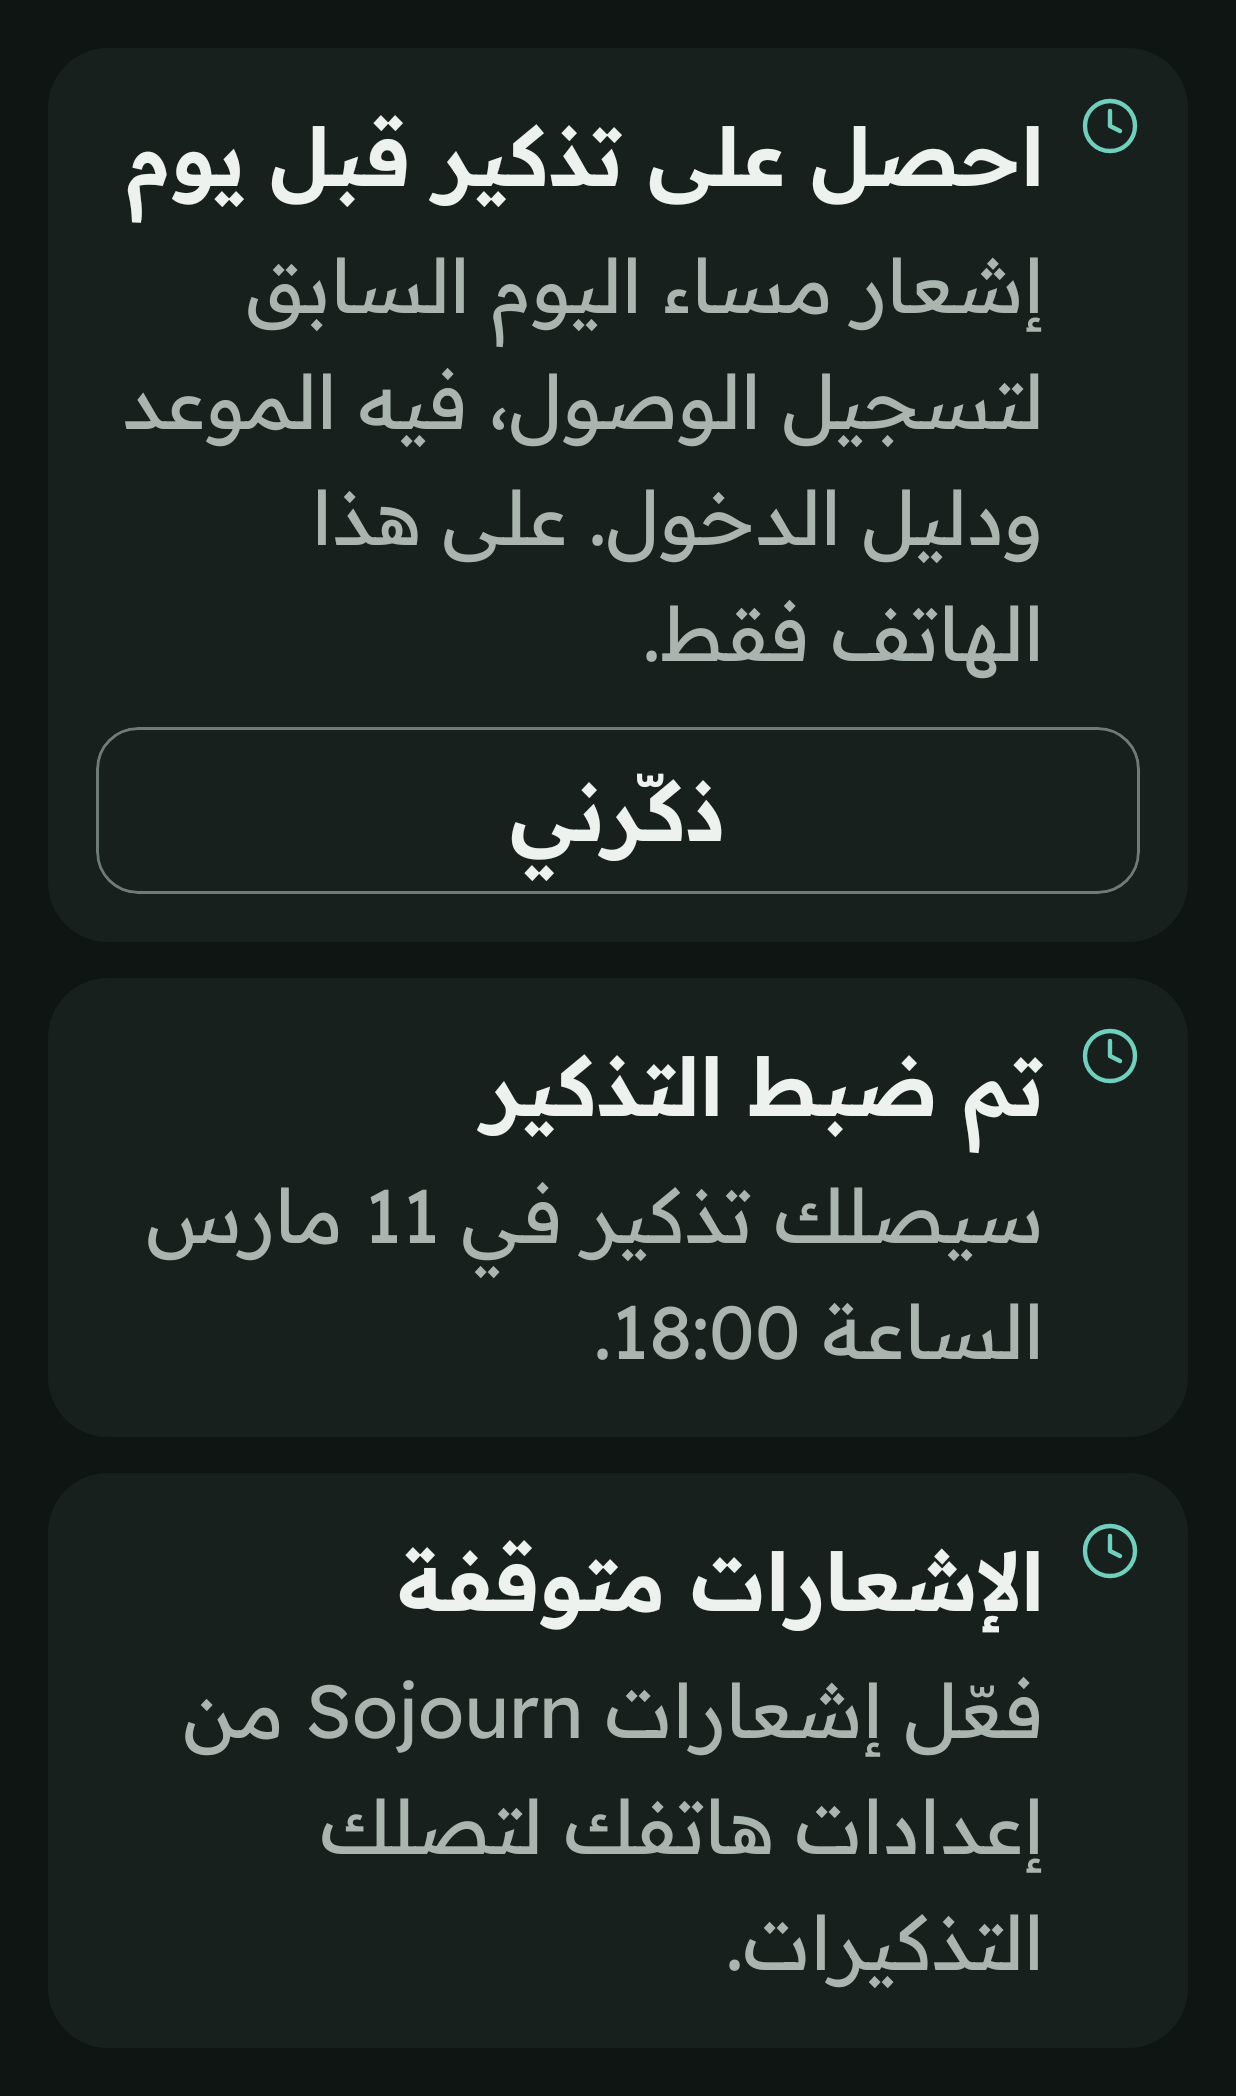 احصل على تذكير قبل يوم
إشعار مساء اليوم السابق
لتسجيل الوصول، فيه الموعد
ودليل الدخول. على هذا
الهاتف فقط.
ذكّرني
تم ضبط التذكير
سيصلك تذكير في 11 مارس
الساعة 18:00.
الإشعارات متوقفة
فعّل إشعارات Sojourn من
إعدادات هاتفك لتصلك
التذكيرات.